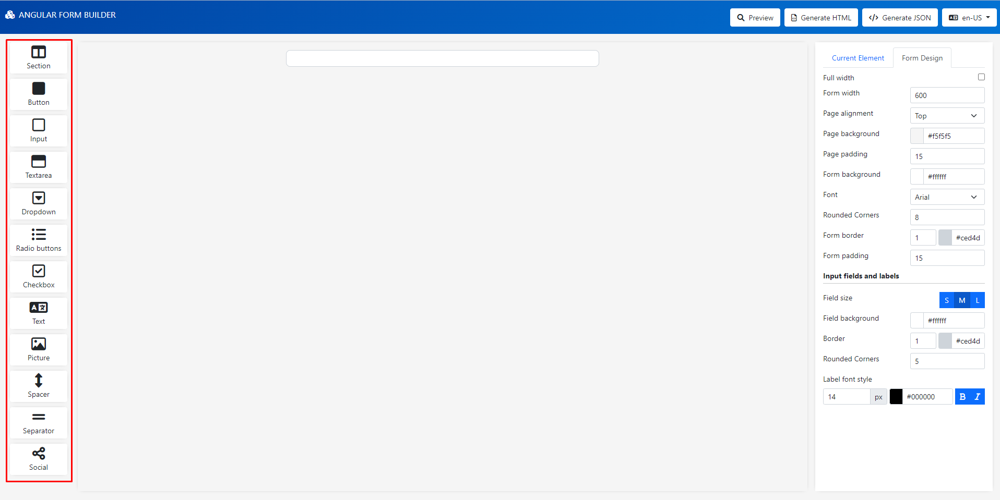 ANGULAR FORM BUILDER
Preview
Generate HTML
Generate JSON
en-US
Section
Button
Input
Textarea
Dropdown
Radio buttons
Checkbox
Text
Picture
Spacer
Separator
Social
Current Element
Form Design
Full width
Form width
600
Page alignment
Top
Page background
#f5f5f5
Page padding
15
Form background
#ffffff
Font
Arial
Rounded Corners
8
Form border
1
#ced4d
Form padding
15
Input fields and labels
Field size
S M L
Field background
#ffffff
Border
1
#ced4d
Rounded Corners
5
Label font style
14 px
#000000
B I